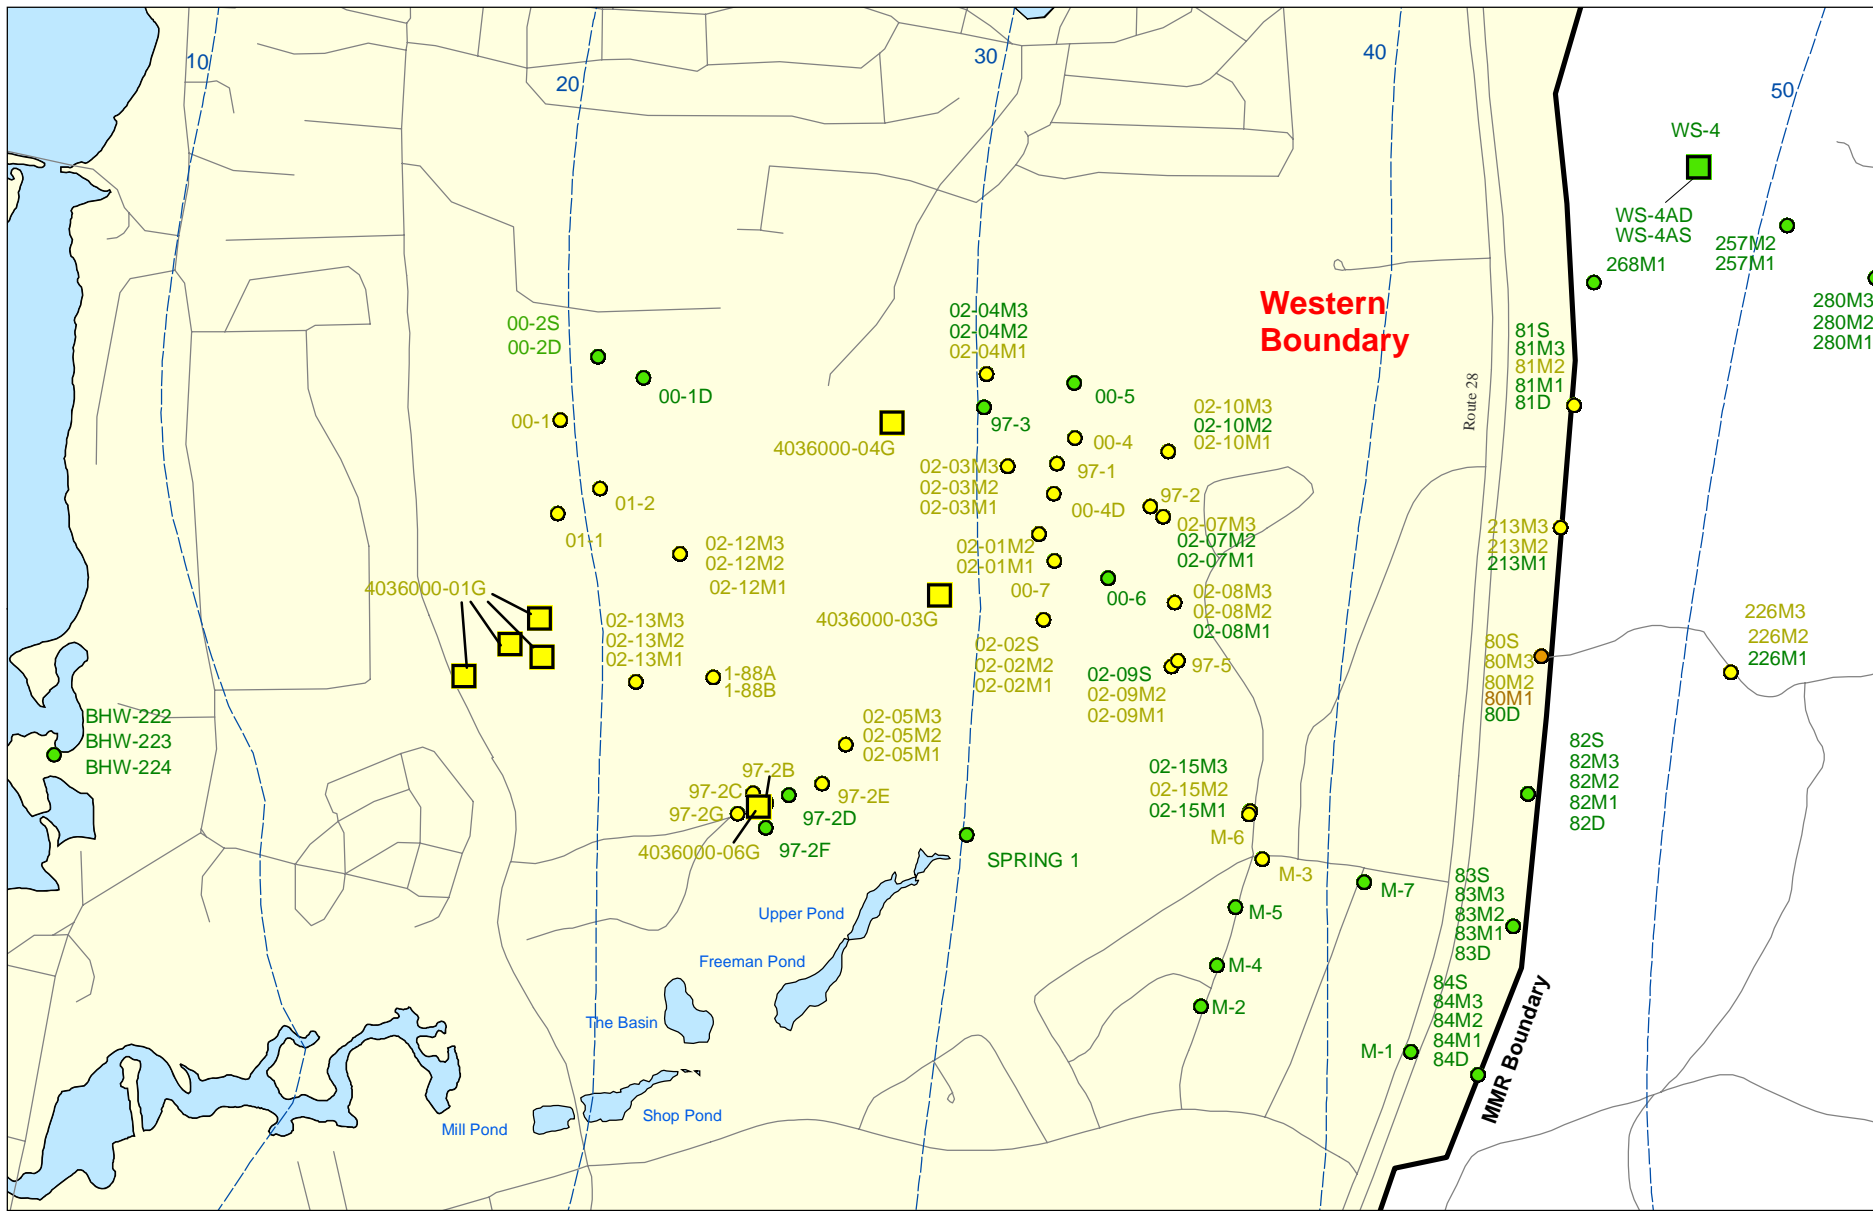 10
20
30
40
50
WS-4
WS-4AD
WS-4AS
257M2
257M1
268M1
280M3
280M2
280M1
Western
Boundary
00-2S
00-2D
00-1D
00-1
02-04M3
02-04M2
02-04M1
97-3
00-5
4036000-04G
00-4
97-1
02-10M3
02-10M2
02-10M1
Route 28
81S
81M3
81M2
81M1
81D
01-2
01-1
02-03M3
02-03M2
02-03M1
00-4D
97-2
02-07M3
02-07M2
02-07M1
213M3
213M2
213M1
02-12M3
02-12M2
02-12M1
02-01M2
02-01M1
00-7
00-6
4036000-01G
4036000-03G
02-08M3
02-08M2
02-08M1
02-13M3
02-13M2
02-13M1
1-88A
1-88B
02-02S
02-02M2
02-02M1
97-5
02-09S
02-09M2
02-09M1
80S
80M3
80M2
80M1
80D
226M3
226M2
226M1
BHW-222
BHW-223
BHW-224
02-05M3
02-05M2
02-05M1
97-2B
97-2C
97-2E
97-2G
97-2D
4036000-06G
97-2F
SPRING 1
02-15M3
02-15M2
02-15M1
M-6
M-3
M-7
82S
82M3
82M2
82M1
82D
83S
83M3
83M2
83M1
83D
Upper Pond
M-5
Freeman Pond
M-4
The Basin
M-2
84S
84M3
84M2
84M1
84D
M-1
MMR Boundary
Mill Pond
Shop Pond